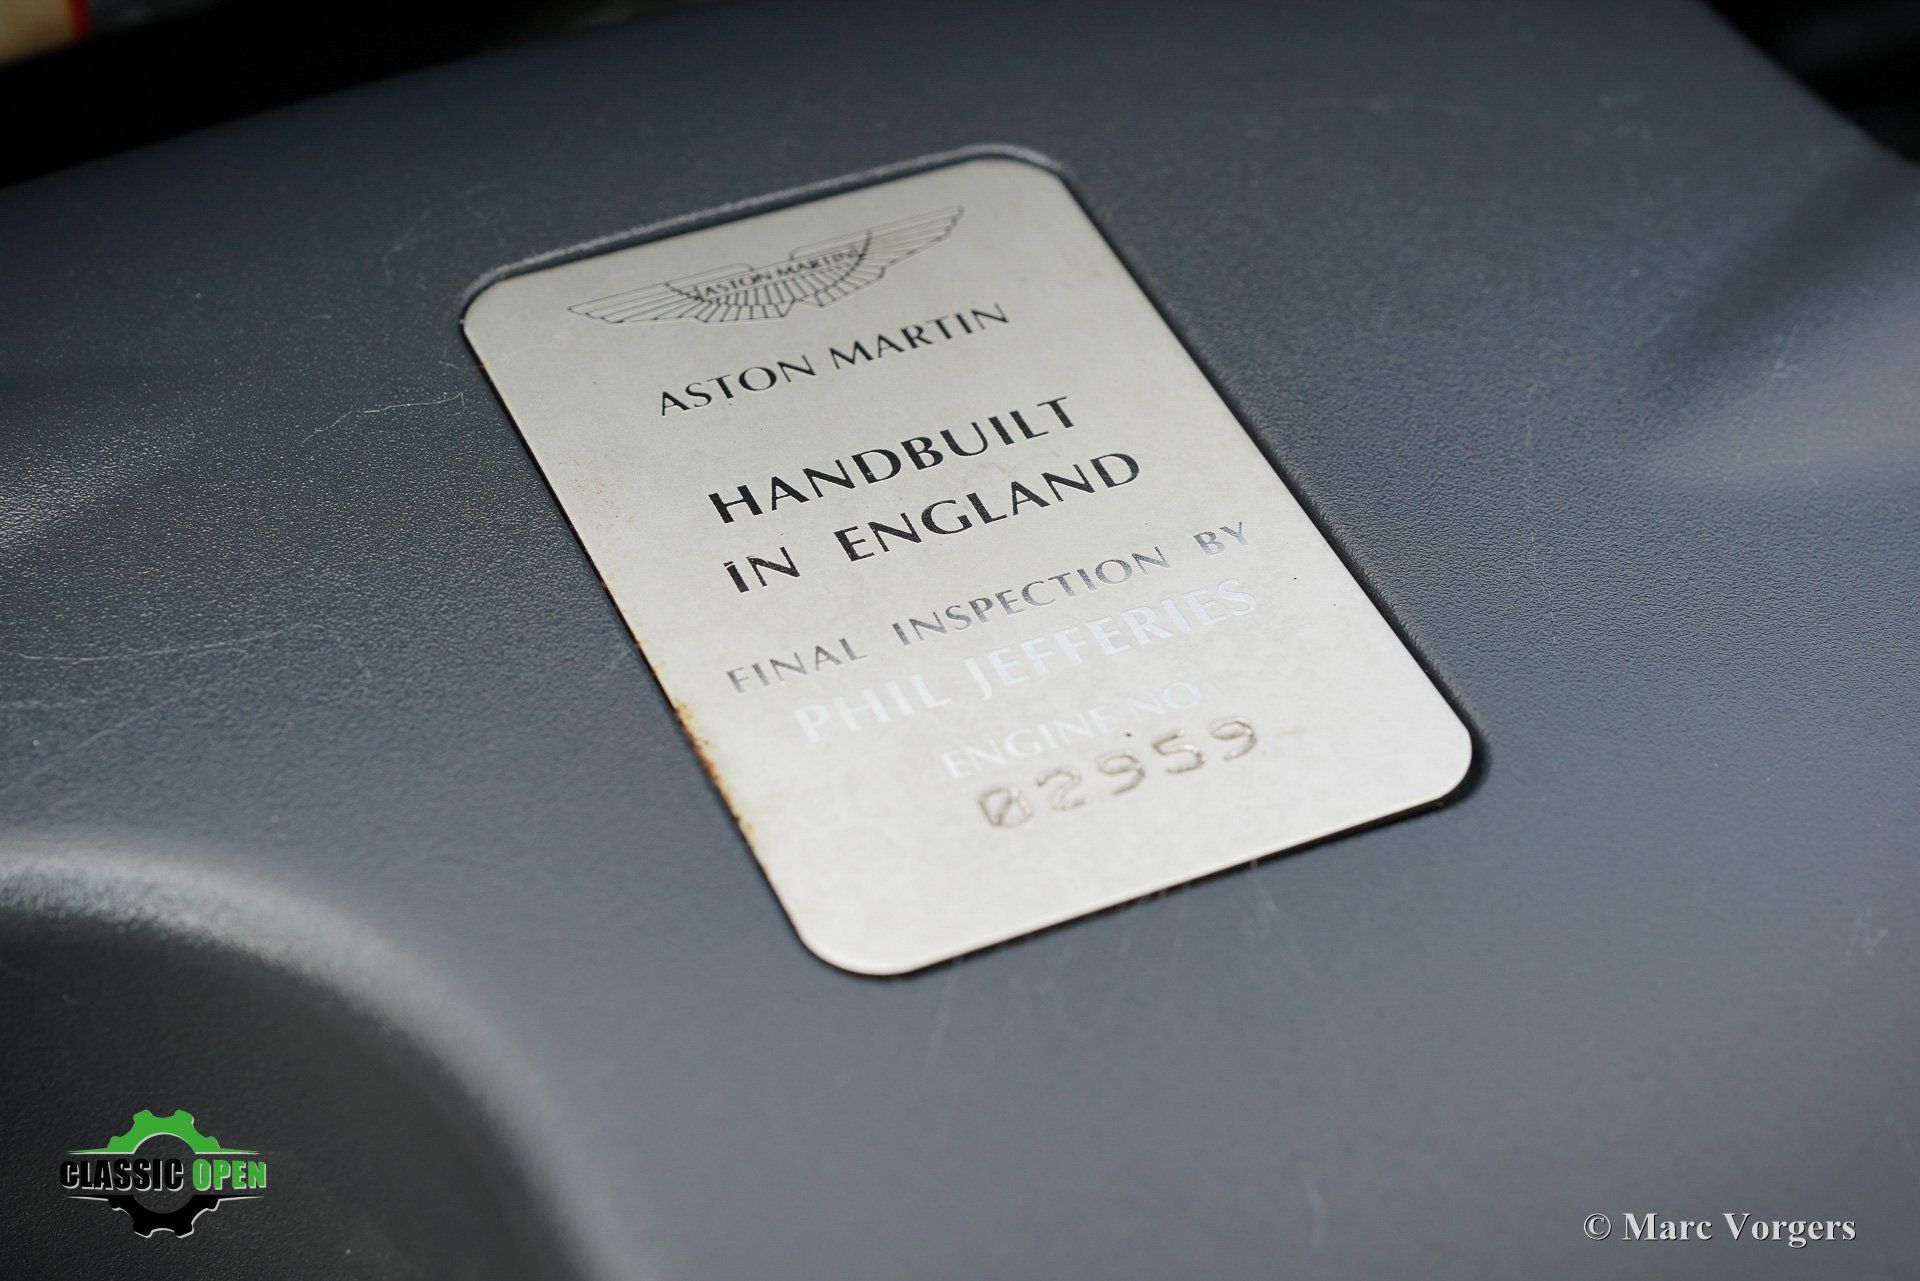 ASTON MARTIN
ASTON MARTIN
HANDBUILT
IN ENGLAND
FINAL INSPECTION BY
PHIL JEFFERIES
ENGINE NO
02959
CLASSIC OPEN
© Marc Vorgers